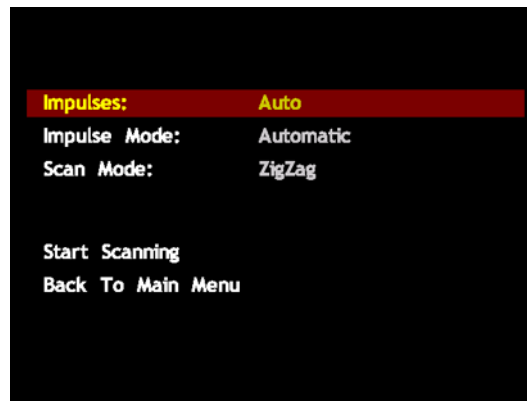 Impulses: Auto
Impulse Mode: Automatic
Scan Mode: ZigZag
Start Scanning
Back To Main Menu